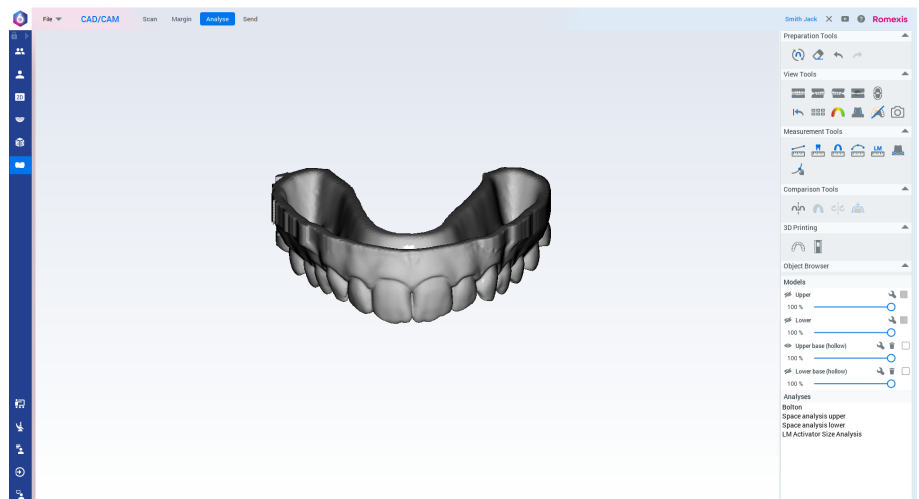 File
CAD/CAM
Scan
Margin
Analyse
Send
Smith Jack
Romexis
2D
Preparation Tools
View Tools
Measurement Tools
LM
Comparison Tools
3D Printing
Object Browser
Models
Upper
100 %
Lower
100 %
Upper base (hollow)
100 %
Lower base (hollow)
100 %
Analyses
Bolton
Space analysis upper
Space analysis lower
LM Activator Size Analysis